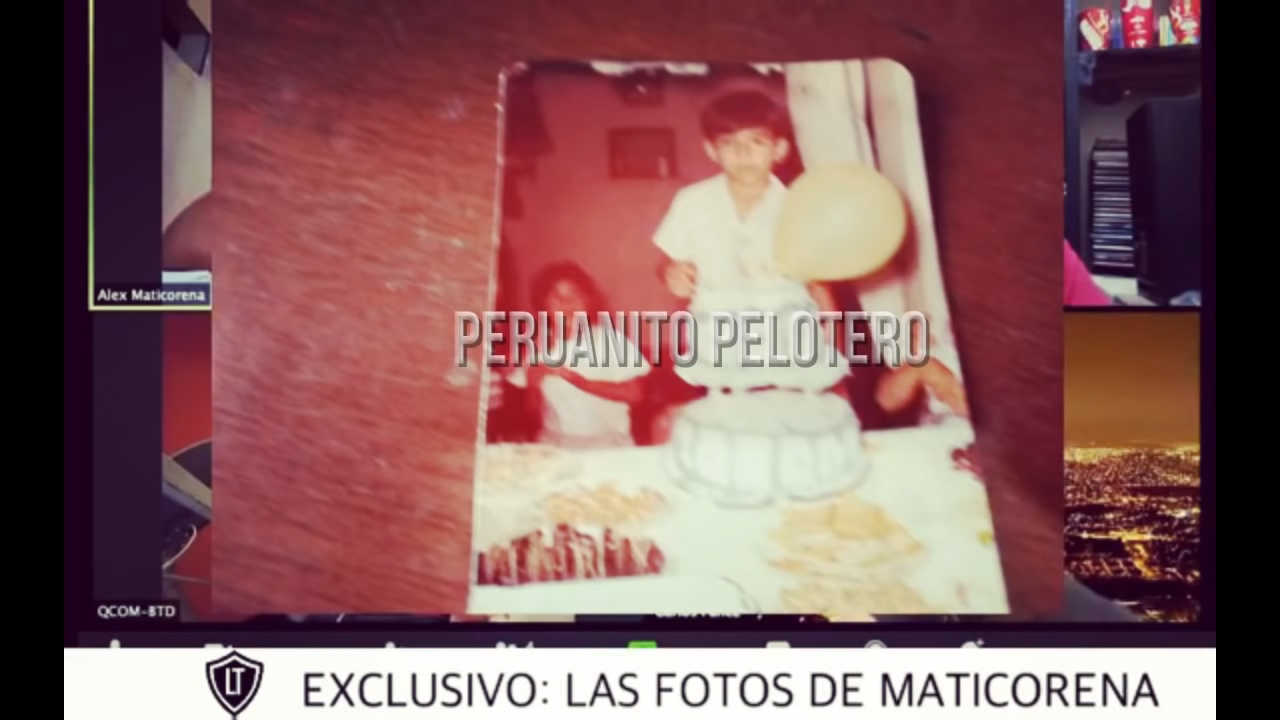 Alex Maticorena
PERUANITO PELOTERO
QCOM-BTD
LT
EXCLUSIVO: LAS FOTOS DE MATICORENA